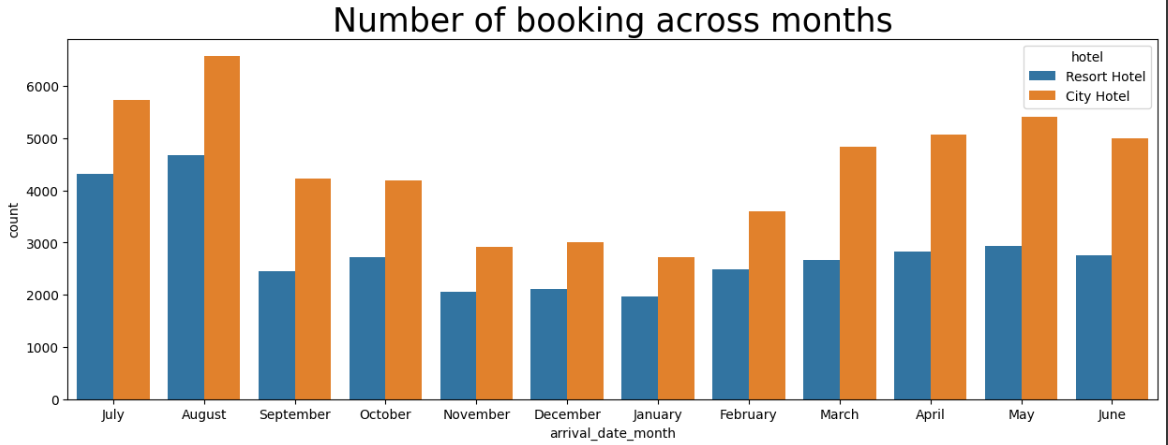 Number of booking across months
hotel
Resort Hotel
City Hotel
count
6000
5000
4000
3000
2000
1000
0
July August September October November December January February March April May June
arrival_date_month